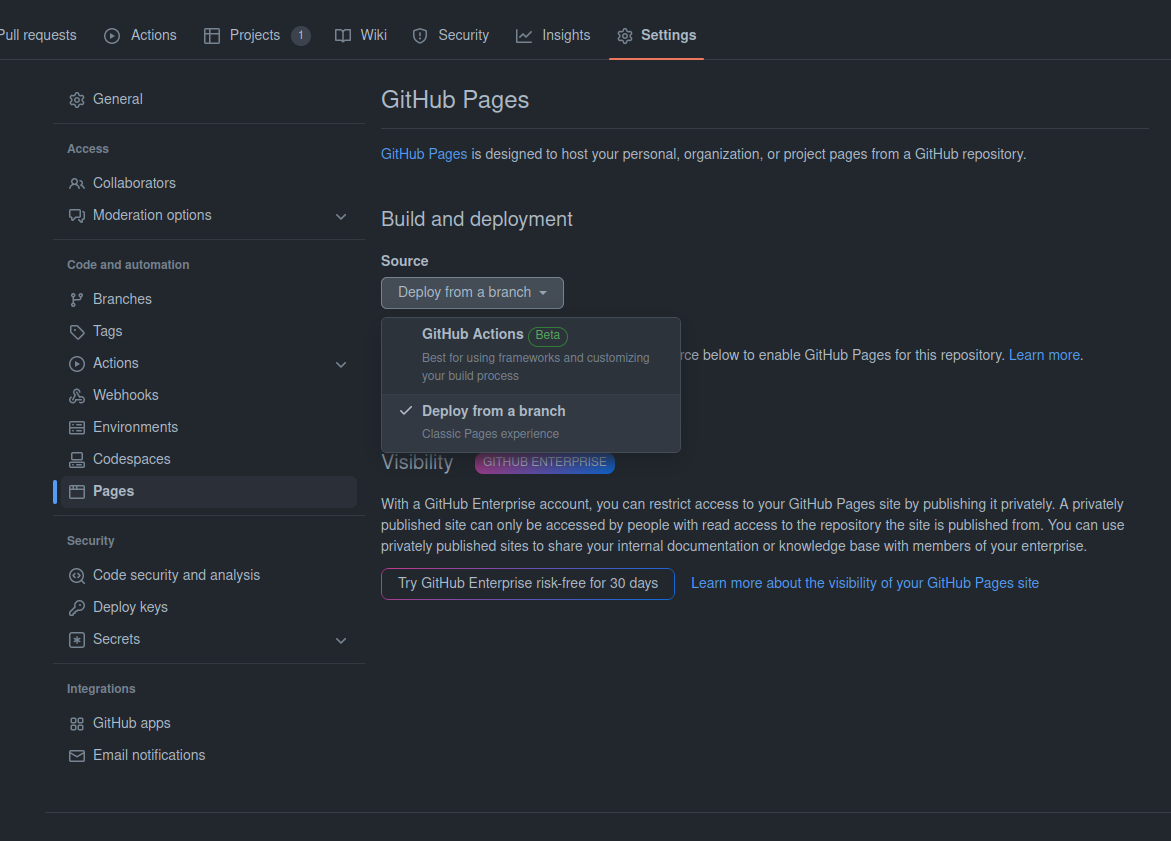 Pull requests
Actions
Projects 1
Wiki
Security
Insights
Settings
General
Access
Collaborators
Moderation options
Code and automation
Branches
Tags
Actions
Webhooks
Environments
Codespaces
Pages
Security
Code security and analysis
Deploy keys
Secrets
Integrations
GitHub apps
Email notifications
GitHub Pages
GitHub Pages is designed to host your personal, organization, or project pages from a GitHub repository.
Build and deployment
Source
Deploy from a branch
GitHub Actions Beta
Best for using frameworks and customizing
your build process
Deploy from a branch
Classic Pages experience
rce below to enable GitHub Pages for this repository. Learn more.
Visibility GITHUB ENTERPRISE
With a GitHub Enterprise account, you can restrict access to your GitHub Pages site by publishing it privately. A privately
published site can only be accessed by people with read access to the repository the site is published from. You can use
privately published sites to share your internal documentation or knowledge base with members of your enterprise.
Try GitHub Enterprise risk-free for 30 days
Learn more about the visibility of your GitHub Pages site